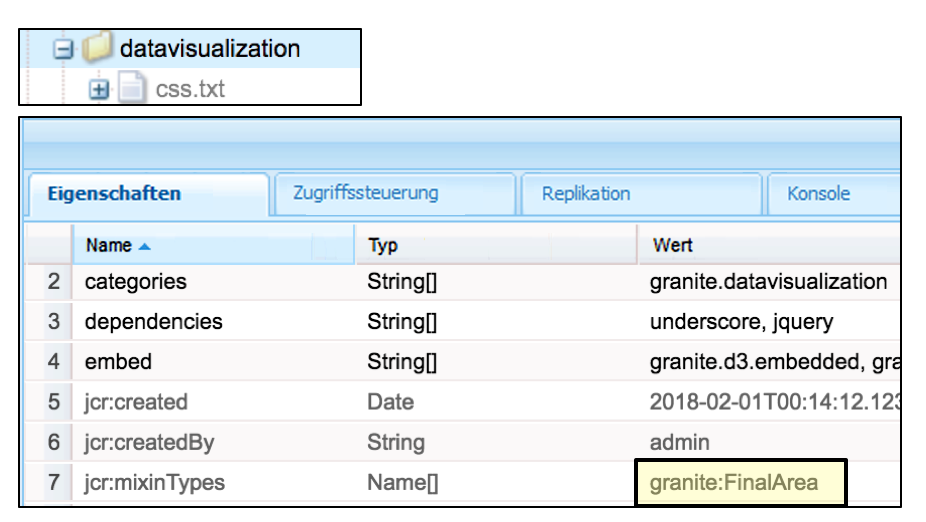 datavisualization
css.txt
Eigenschaften Zugriffssteuerung Replikation Konsole
Name Typ Wert
2 categories String[] granite.datavisualization
3 dependencies String[] underscore, jquery
4 embed String[] granite.d3.embedded, gra
5 jcr:created Date 2018-02-01T00:14:12.123
6 jcr:createdBy String admin
7 jcr:mixinTypes Name[] granite:FinalArea